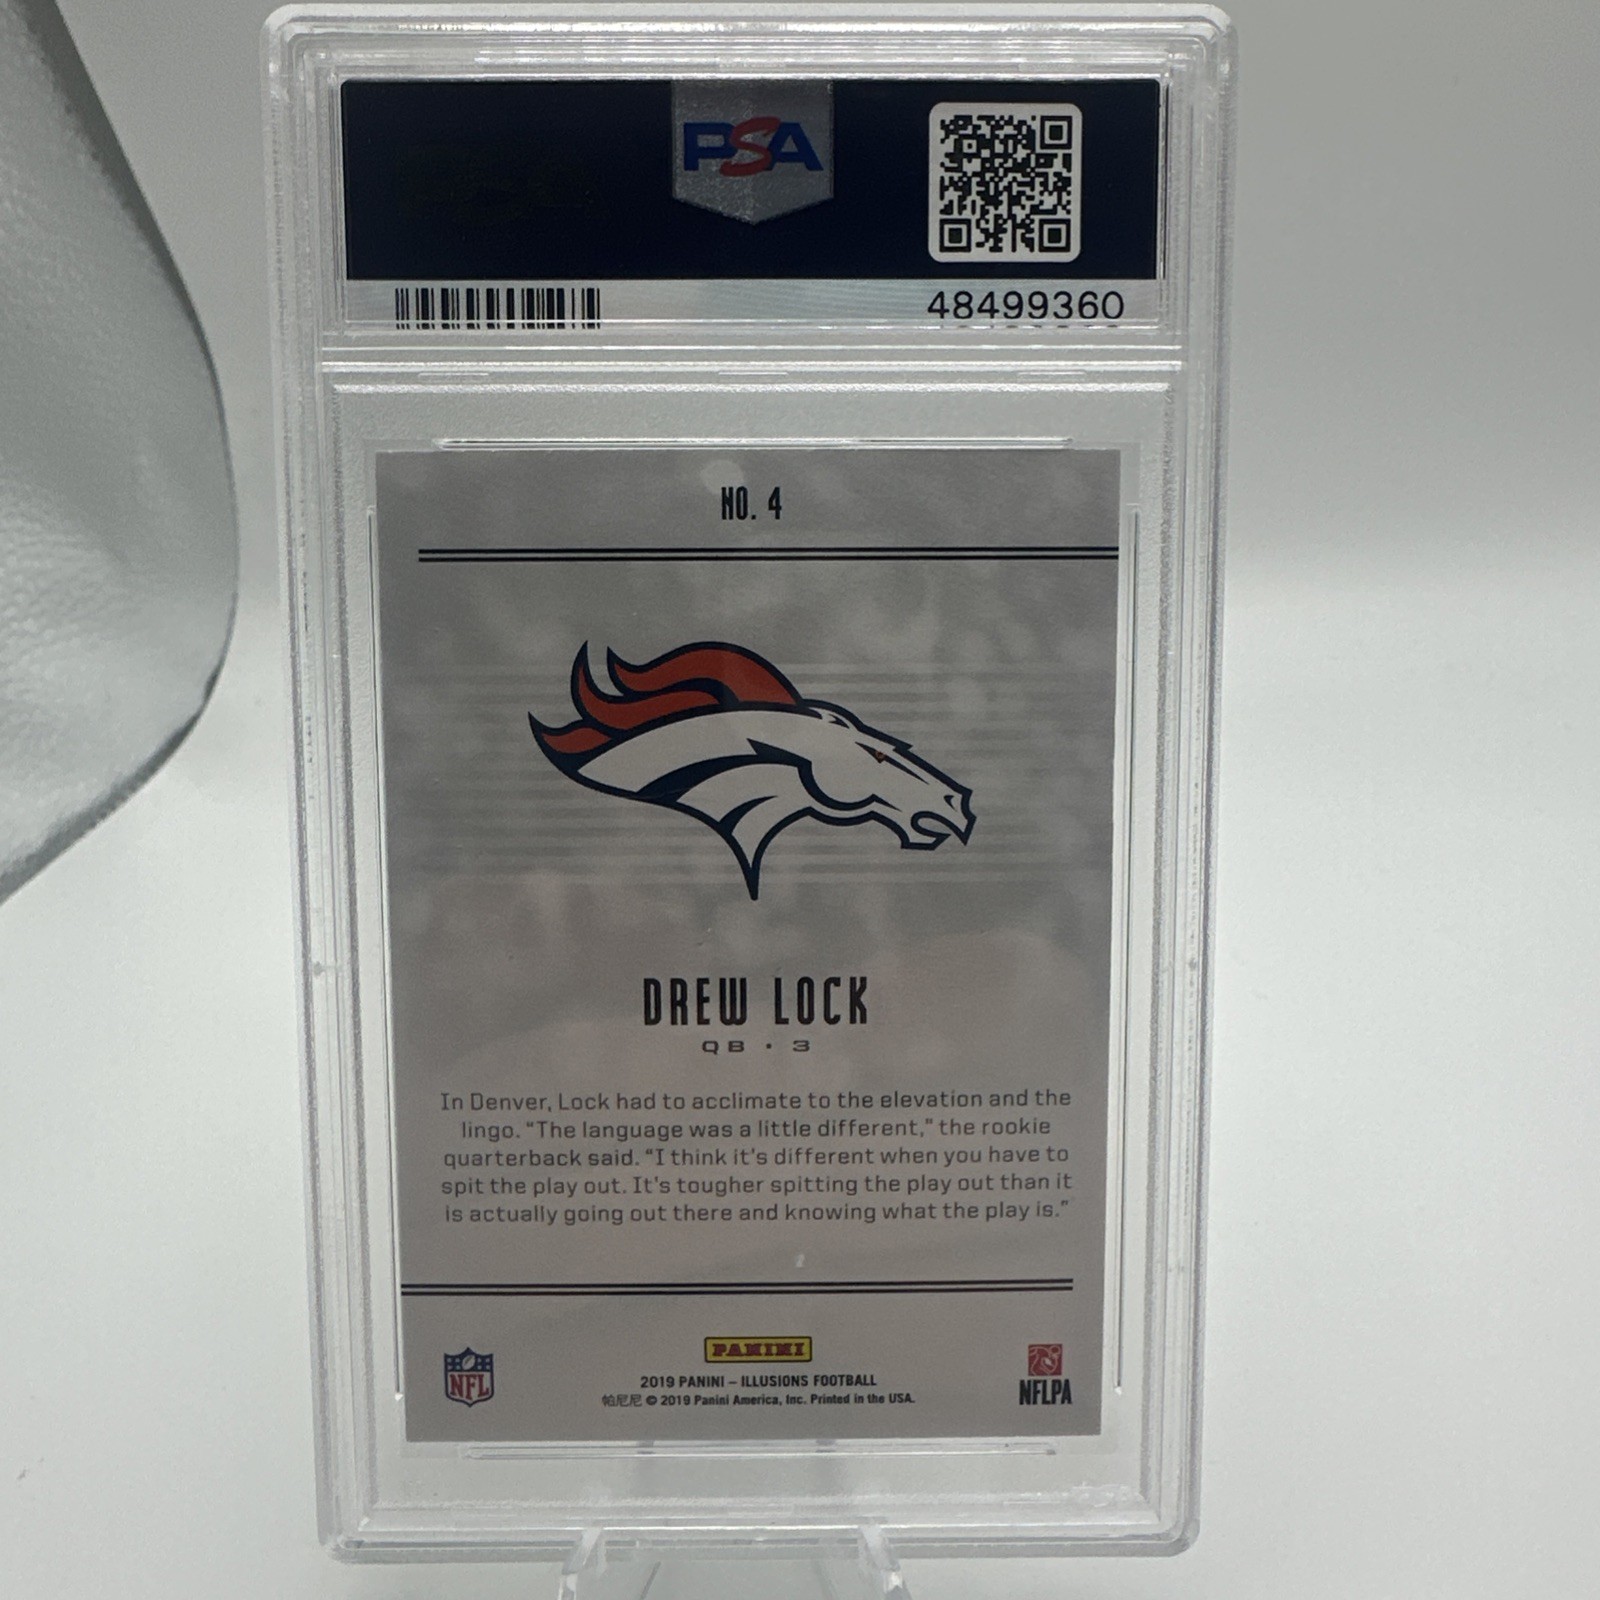 PSA
48499360
NO. 4
DREW LOCK
QB · 3
In Denver, Lock had to acclimate to the elevation and the
lingo. “The language was a little different,” the rookie
quarterback said. “I think it’s different when you have to
spit the play out. It’s tougher spitting the play out than it
is actually going out there and knowing what the play is.”
NFL
PANINI
2019 PANINI – ILLUSIONS FOOTBALL
帕尼尼 © 2019 Panini America, Inc. Printed in the USA.
NFLPA